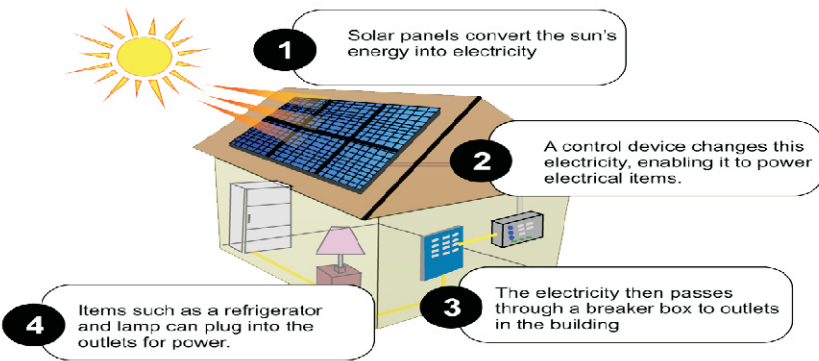 1
Solar panels convert the sun's
energy into electricity
2
A control device changes this
electricity, enabling it to power
electrical items.
3
The electricity then passes
through a breaker box to outlets
in the building
4
Items such as a refrigerator
and lamp can plug into the
outlets for power.